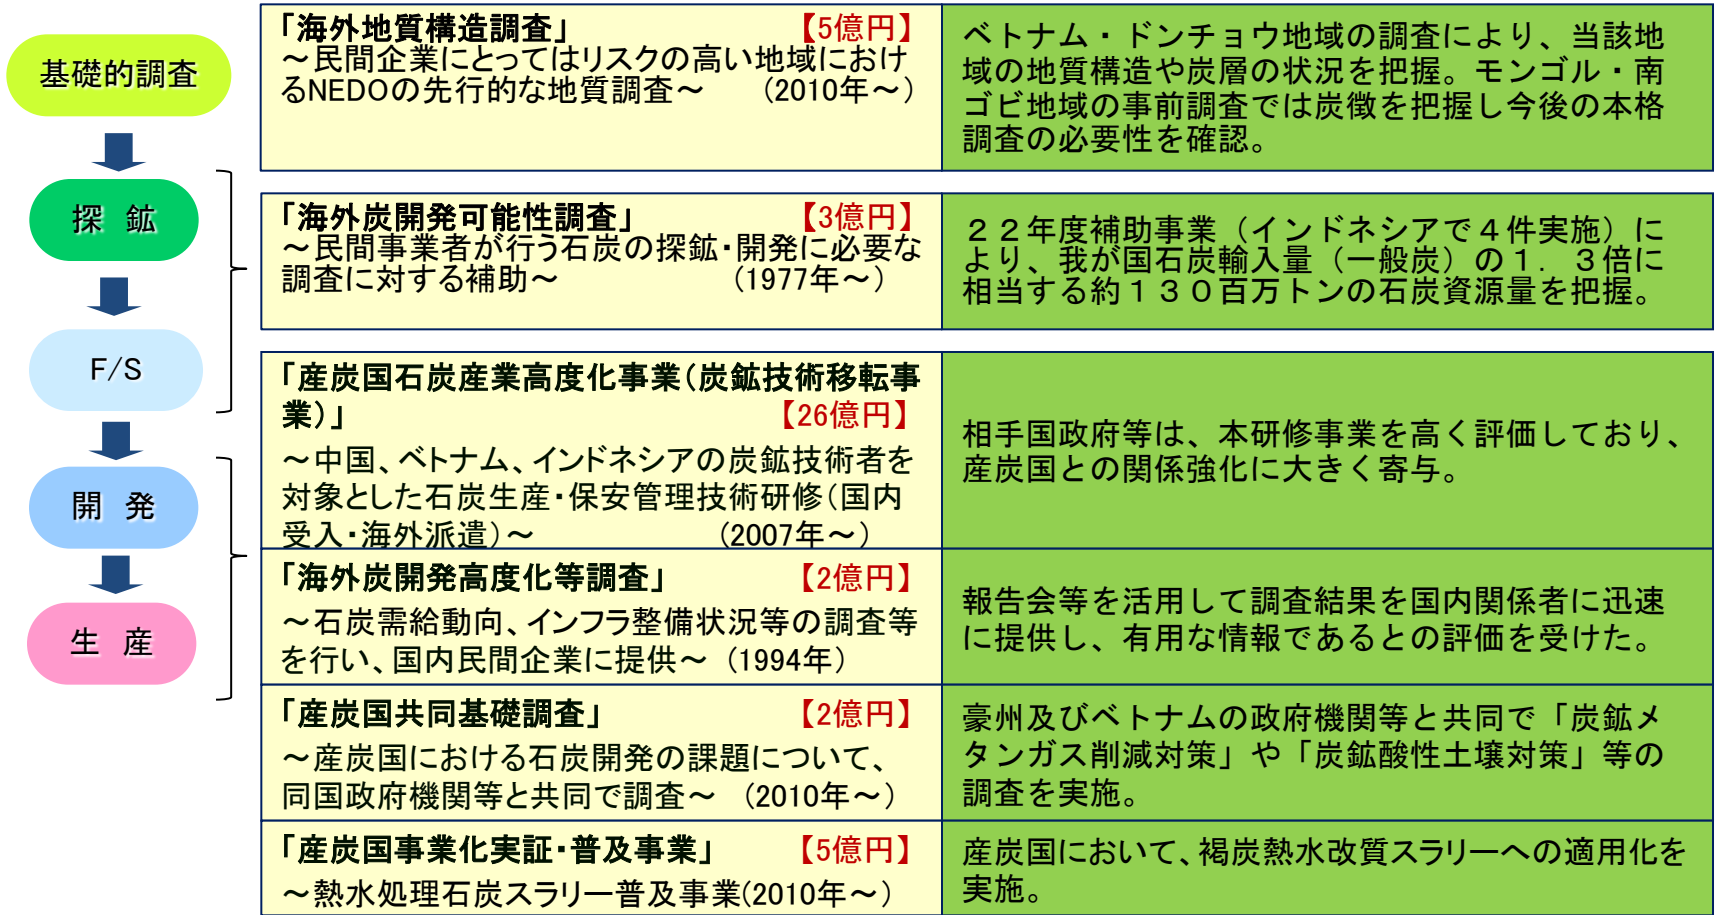 基礎的調査
探 鉱
F/S
開 発
生 産
「海外地質構造調査」 【5億円】
～民間企業にとってはリスクの高い地域におけ
るNEDOの先行的な地質調査～ (2010年～)
ベトナム・ドンチョウ地域の調査により、当該地
域の地質構造や炭層の状況を把握。モンゴル・南
ゴビ地域の事前調査では炭徴を把握し今後の本格
調査の必要性を確認。
「海外炭開発可能性調査」 【3億円】
～民間事業者が行う石炭の探鉱・開発に必要な
調査に対する補助～ (1977年～)
２２年度補助事業（インドネシアで４件実施）に
より、我が国石炭輸入量（一般炭）の１．３倍に
相当する約１３０百万トンの石炭資源量を把握。
「産炭国石炭産業高度化事業(炭鉱技術移転事
業)」 【26億円】
～中国、ベトナム、インドネシアの炭鉱技術者を
対象とした石炭生産・保安管理技術研修(国内
受入・海外派遣)～ (2007年～)
相手国政府等は、本研修事業を高く評価しており、
産炭国との関係強化に大きく寄与。
「海外炭開発高度化等調査」 【2億円】
～石炭需給動向、インフラ整備状況等の調査等
を行い、国内民間企業に提供～ (1994年)
報告会等を活用して調査結果を国内関係者に迅速
に提供し、有用な情報であるとの評価を受けた。
「産炭国共同基礎調査」 【2億円】
～産炭国における石炭開発の課題について、
同国政府機関等と共同で調査～ (2010年～)
豪州及びベトナムの政府機関等と共同で「炭鉱メ
タンガス削減対策」や「炭鉱酸性土壌対策」等の
調査を実施。
「産炭国事業化実証・普及事業」 【5億円】
～熱水処理石炭スラリー普及事業(2010年～)
産炭国において、褐炭熱水改質スラリーへの適用化を
実施。